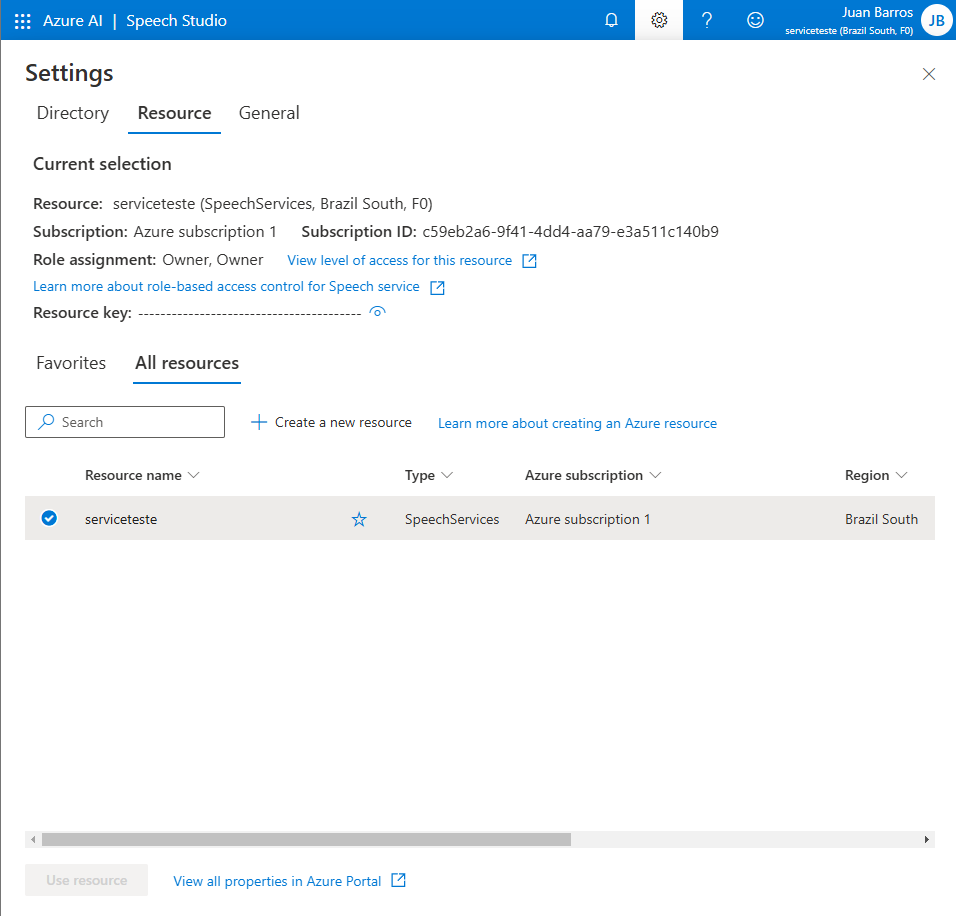 Azure AI | Speech Studio
?
Juan Barros
serviceteste (Brazil South, F0)
JB
Settings
Directory Resource General
Current selection
Resource: serviceteste (SpeechServices, Brazil South, F0)
Subscription: Azure subscription 1 Subscription ID: c59eb2a6-9f41-4dd4-aa79-e3a511c140b9
Role assignment: Owner, Owner View level of access for this resource
Learn more about role-based access control for Speech service
Resource key: ----------------------------------------
Favorites All resources
Search Create a new resource Learn more about creating an Azure resource
Resource name Type Azure subscription Region
serviceteste SpeechServices Azure subscription 1 Brazil South
Use resource View all properties in Azure Portal